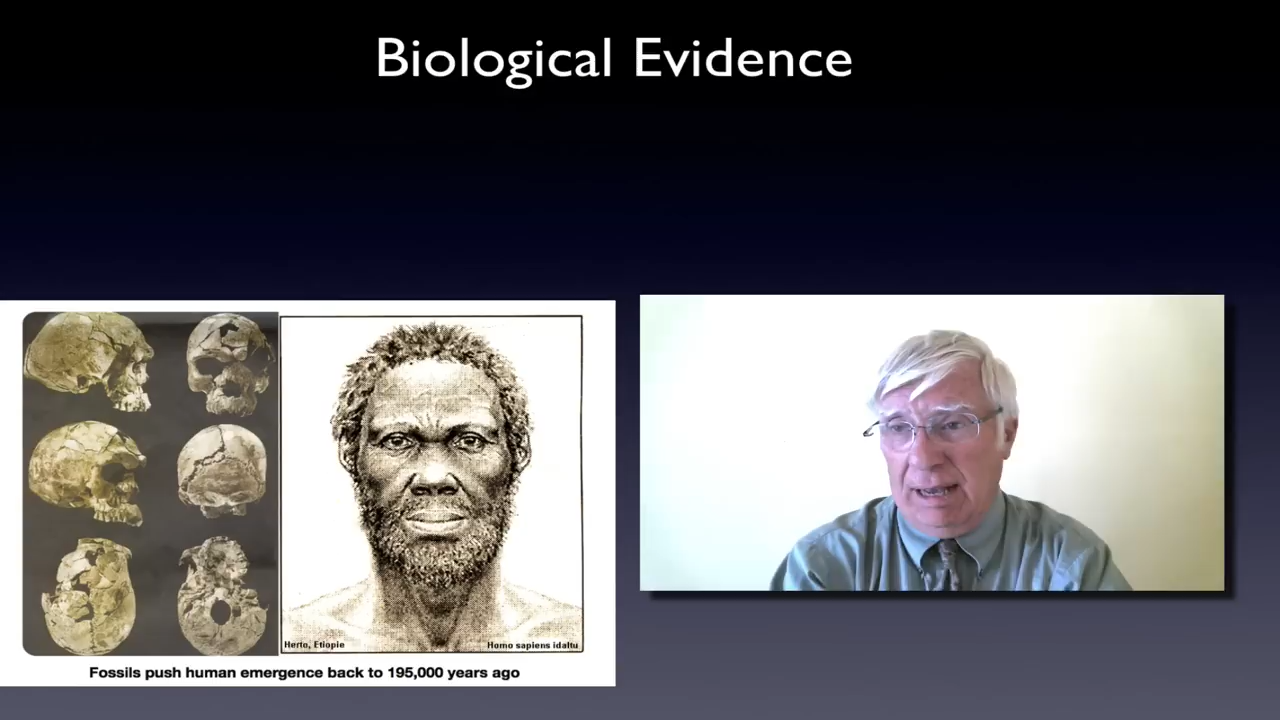 Biological Evidence
Herto, Etiopie
Homo sapiens idaltu
Fossils push human emergence back to 195,000 years ago